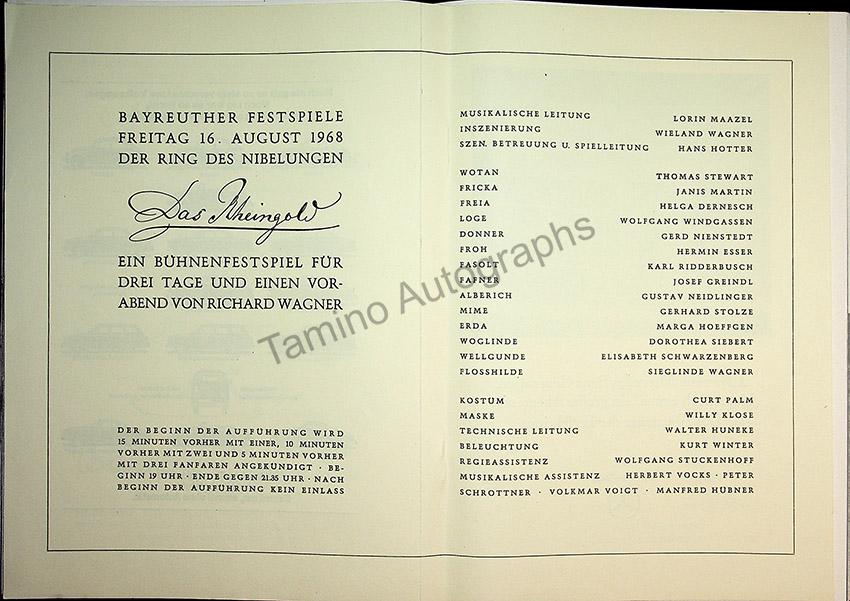 BAYREUTHER FESTSPIELE
FREITAG 16. AUGUST 1968
DER RING DES NIBELUNGEN
Das Rheingold
EIN BÜHNENFESTSPIEL FÜR
DREI TAGE UND EINEN VOR-
ABEND VON RICHARD WAGNER
DER BEGINN DER AUFFÜHRUNG WIRD
15 MINUTEN VORHER MIT EINER, 10 MINUTEN
VORHER MIT ZWEI UND 5 MINUTEN VORHER
MIT DREI FANFAREN ANGEKÜNDIGT · BE-
GINN 19 UHR · ENDE GEGEN 21.35 UHR · NACH
BEGINN DER AUFFÜHRUNG KEIN EINLASS
MUSIKALISCHE LEITUNG LORIN MAAZEL
INSZENIERUNG WIELAND WAGNER
SZEN. BETREUUNG U. SPIELLEITUNG HANS HOTTER
WOTAN THOMAS STEWART
FRICKA JANIS MARTIN
FREIA HELGA DERNESCH
LOGE WOLFGANG WINDGASSEN
DONNER GERD NIENSTEDT
FROH HERMIN ESSER
FASOLT KARL RIDDERBUSCH
FAFNER JOSEF GREINDL
ALBERICH GUSTAV NEIDLINGER
MIME GERHARD STOLZE
ERDA MARGA HOEFFGEN
WOGLINDE DOROTHEA SIEBERT
WELLGUNDE ELISABETH SCHWARZENBERG
FLOSSHILDE SIEGLINDE WAGNER
KOSTÜM CURT PALM
MASKE WILLY KLOSE
TECHNISCHE LEITUNG WALTER HUNEKE
BELEUCHTUNG KURT WINTER
REGIEASSISTENZ WOLFGANG STUCKENHOFF
MUSIKALISCHE ASSISTENZ HERBERT VOCKS · PETER
SCHROTTNER · VOLKMAR VOIGT · MANFRED HÜBNER
Tamino Autographs